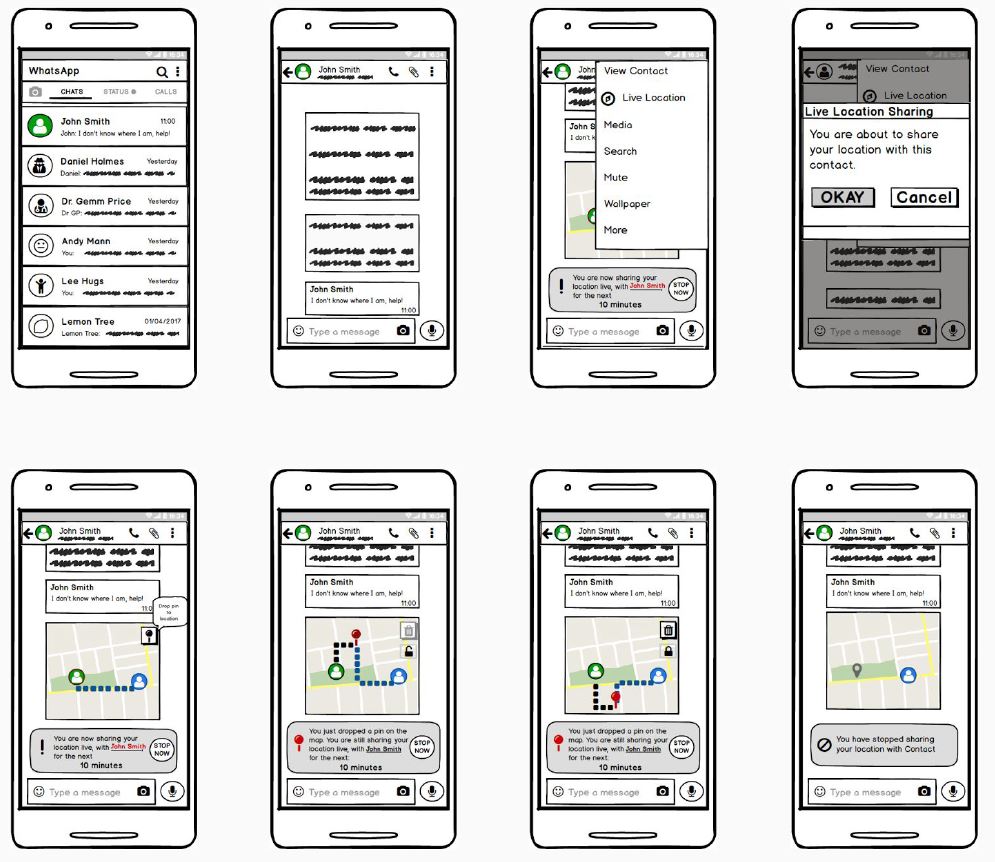 WhatsApp
CHATS STATUS CALLS
John Smith 11:00
John: I don't know where I am, help!
Daniel Holmes Yesterday
Daniel:
Dr. Gemm Price Yesterday
Dr GP:
Andy Mann Yesterday
You:
Lee Hugs Yesterday
You:
Lemon Tree 01/04/2017
Lemon Tree:
John Smith
John Smith
I don't know where I am, help!
11:00
Type a message
John
View Contact
Live Location
Media
Search
Mute
Wallpaper
More
John S
I don't k
You are now sharing your
location live, with John Smith
for the next
10 minutes
STOP
NOW
Type a message
View Contact
Live Location
Live Location Sharing
You are about to share
your location with this
contact.
OKAY Cancel
Type a message
John Smith
John Smith
I don't know where I am, help!
11:0
Drop pin
to
location
You are now sharing your
location live, with John Smith
for the next
10 minutes
STOP
NOW
Type a message
John Smith
John Smith
I don't know where I am, help!
11:00
You just dropped a pin on the
map. You are still sharing your
location live, with John Smith
for the next:
10 minutes
STOP
NOW
Type a message
John Smith
John Smith
I don't know where I am, help!
11:00
You just dropped a pin on the
map. You are still sharing your
location live, with John Smith
for the next:
10 minutes
STOP
NOW
Type a message
John Smith
John Smith
I don't know where I am, help!
11:00
You have stopped sharing
your location with Contact
Type a message